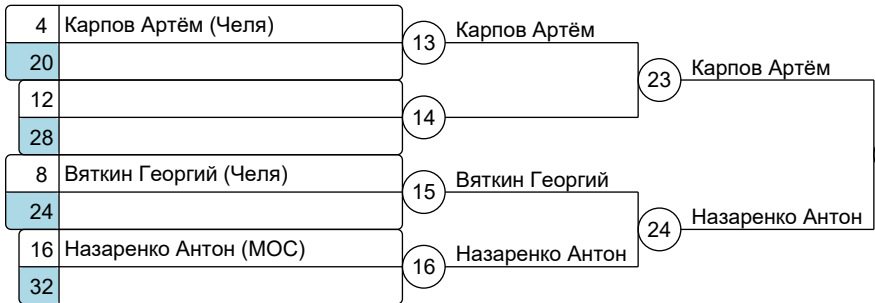 4 Карпов Артём (Челя)
20
13 Карпов Артём
12
28
14
23 Карпов Артём
8 Вяткин Георгий (Челя)
24
15 Вяткин Георгий
16 Назаренко Антон (МОС)
32
16 Назаренко Антон
24 Назаренко Антон